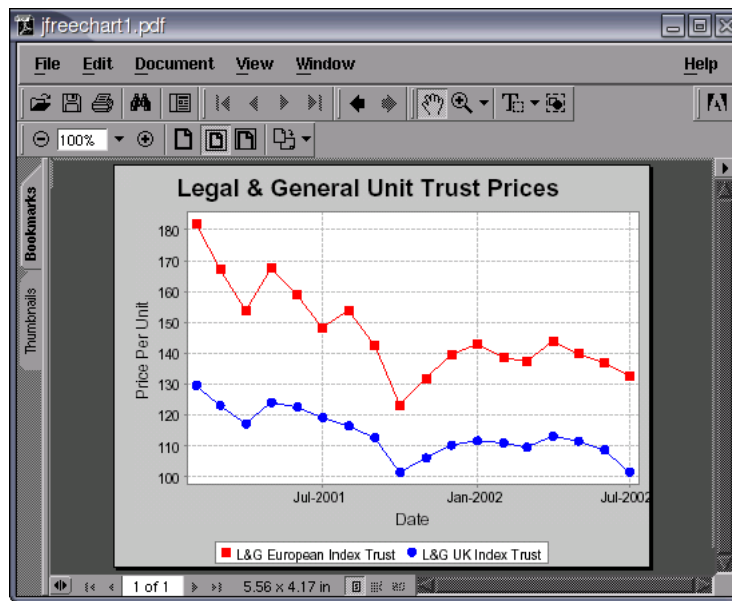 jfreechart1.pdf
File Edit Document View Window Help
100%
Bookmarks
Thumbnails
Legal & General Unit Trust Prices
180
170
160
150
140
130
120
110
100
Price Per Unit
Jul-2001 Jan-2002 Jul-2002
Date
L&G European Index Trust L&G UK Index Trust
1 of 1 5.56 x 4.17 in